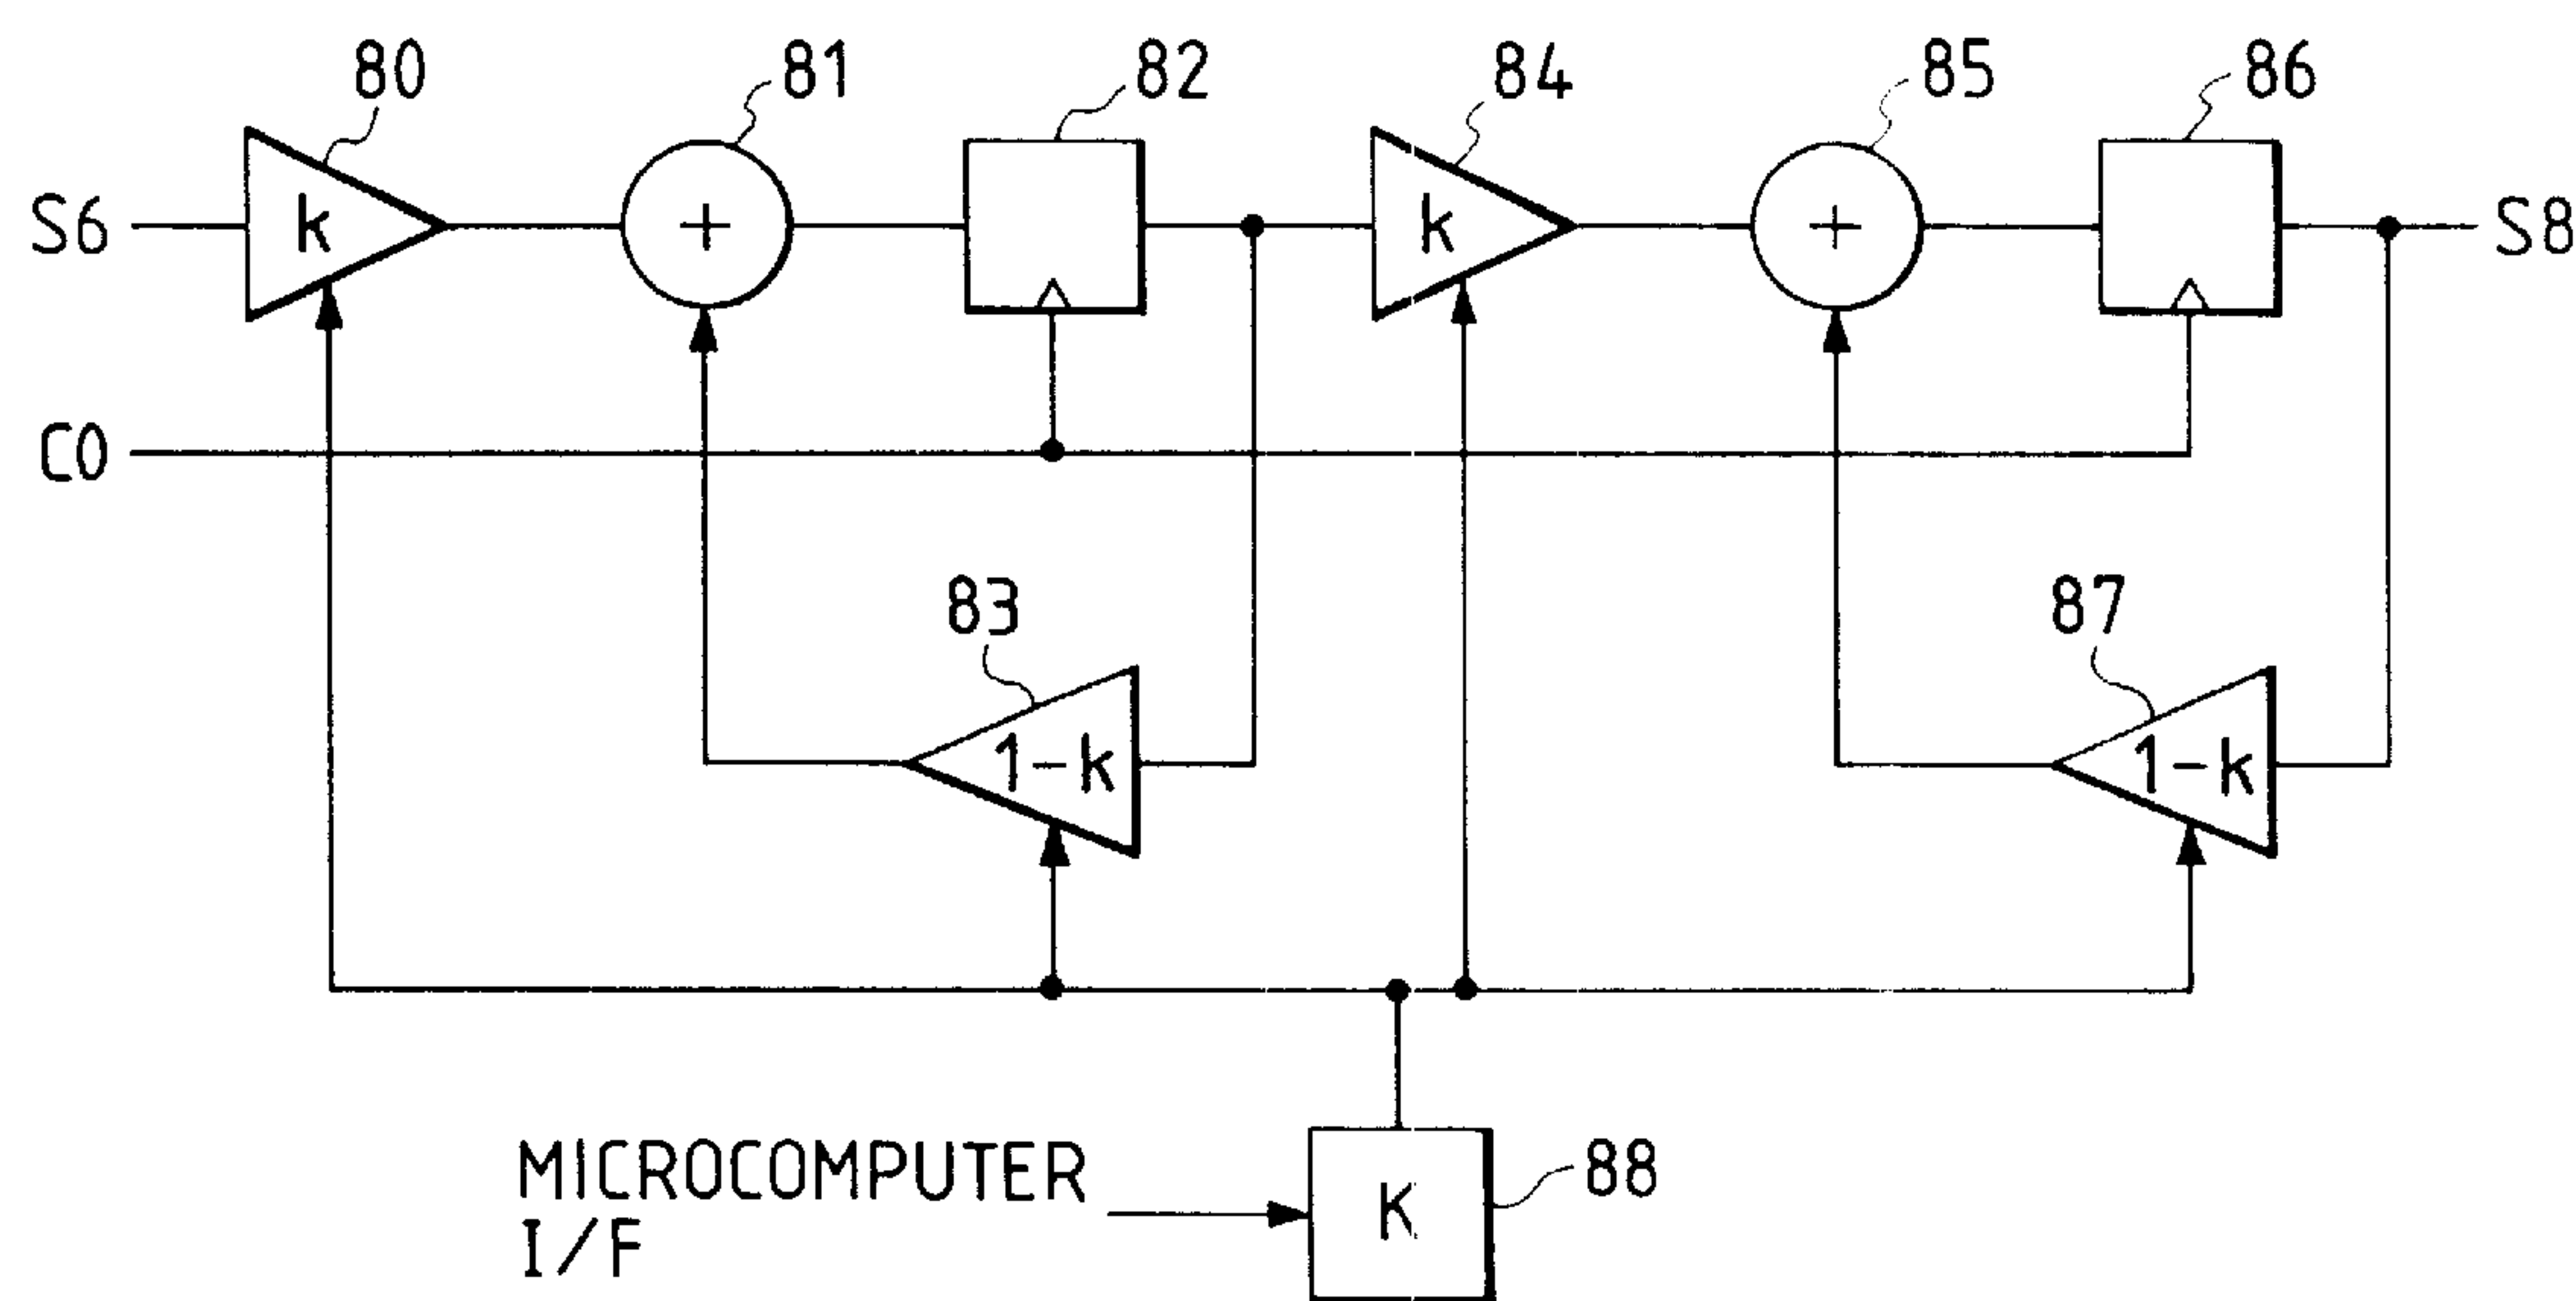 80
81
82
84
85
86
S6
k
+
k
+
S8
C0
83
87
1-k
1-k
MICROCOMPUTER
I/F
K
88